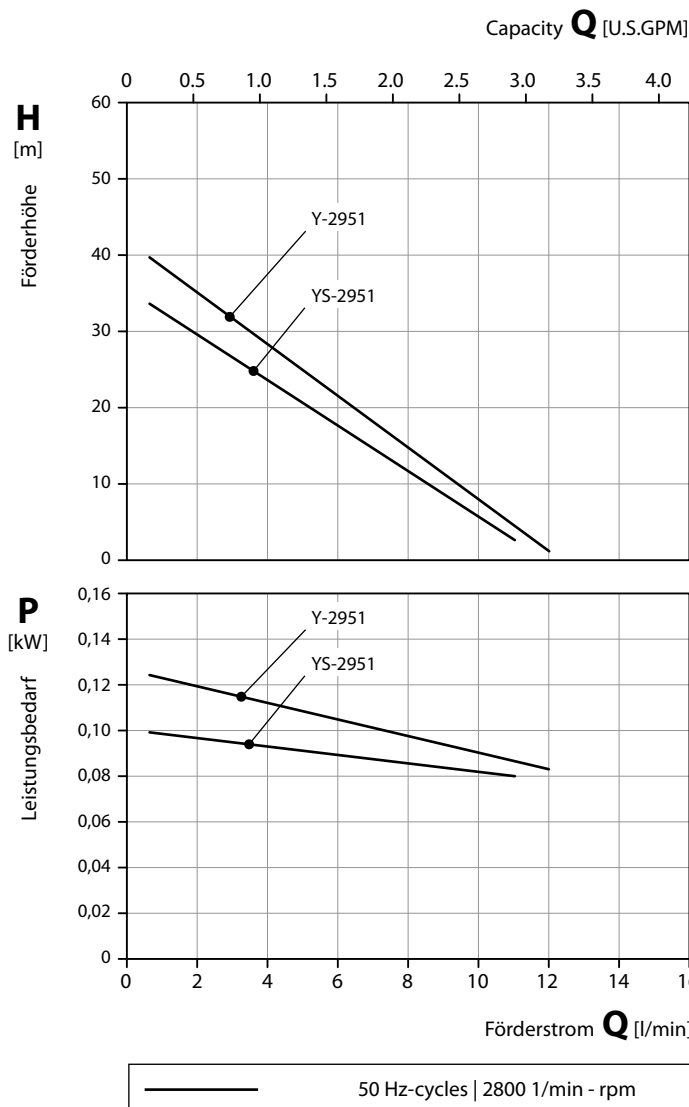 Capacity Q [U.S.GPM]
0 0.5 1.0 1.5 2.0 2.5 3.0 3.5 4.0
H
[m]
Förderhöhe
60
50
40
30
20
10
0
Y-2951
YS-2951
P
[kW]
Leistungsbedarf
0,16
0,14
0,12
0,10
0,08
0,06
0,04
0,02
0
Y-2951
YS-2951
0 2 4 6 8 10 12 14 16
Förderstrom Q [l/min]
50 Hz-cycles | 2800 1/min - rpm